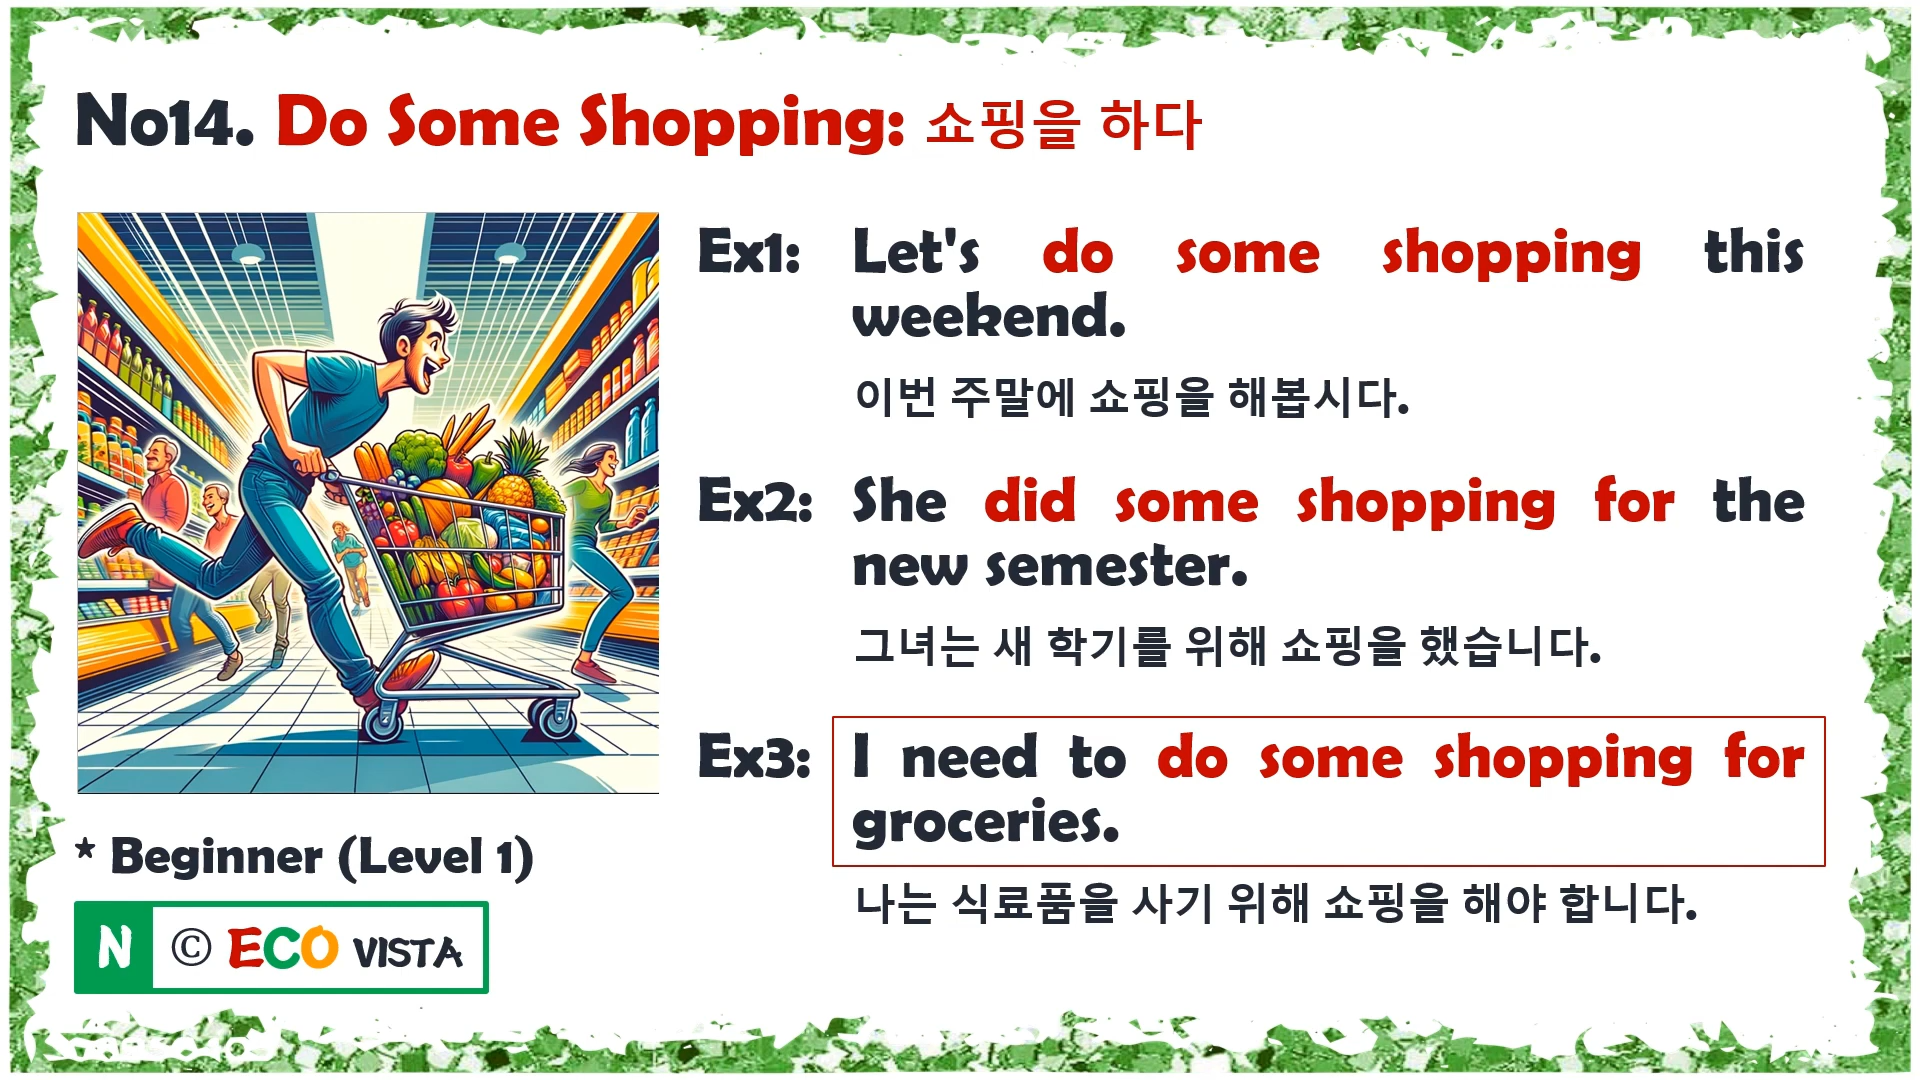 No14. Do Some Shopping: 쇼핑을 하다
Ex1: Let's do some shopping this
weekend.
이번 주말에 쇼핑을 해봅시다.
Ex2: She did some shopping for the
new semester.
그녀는 새 학기를 위해 쇼핑을 했습니다.
Ex3: I need to do some shopping for
groceries.
나는 식료품을 사기 위해 쇼핑을 해야 합니다.
* Beginner (Level 1)
N © ECO VISTA